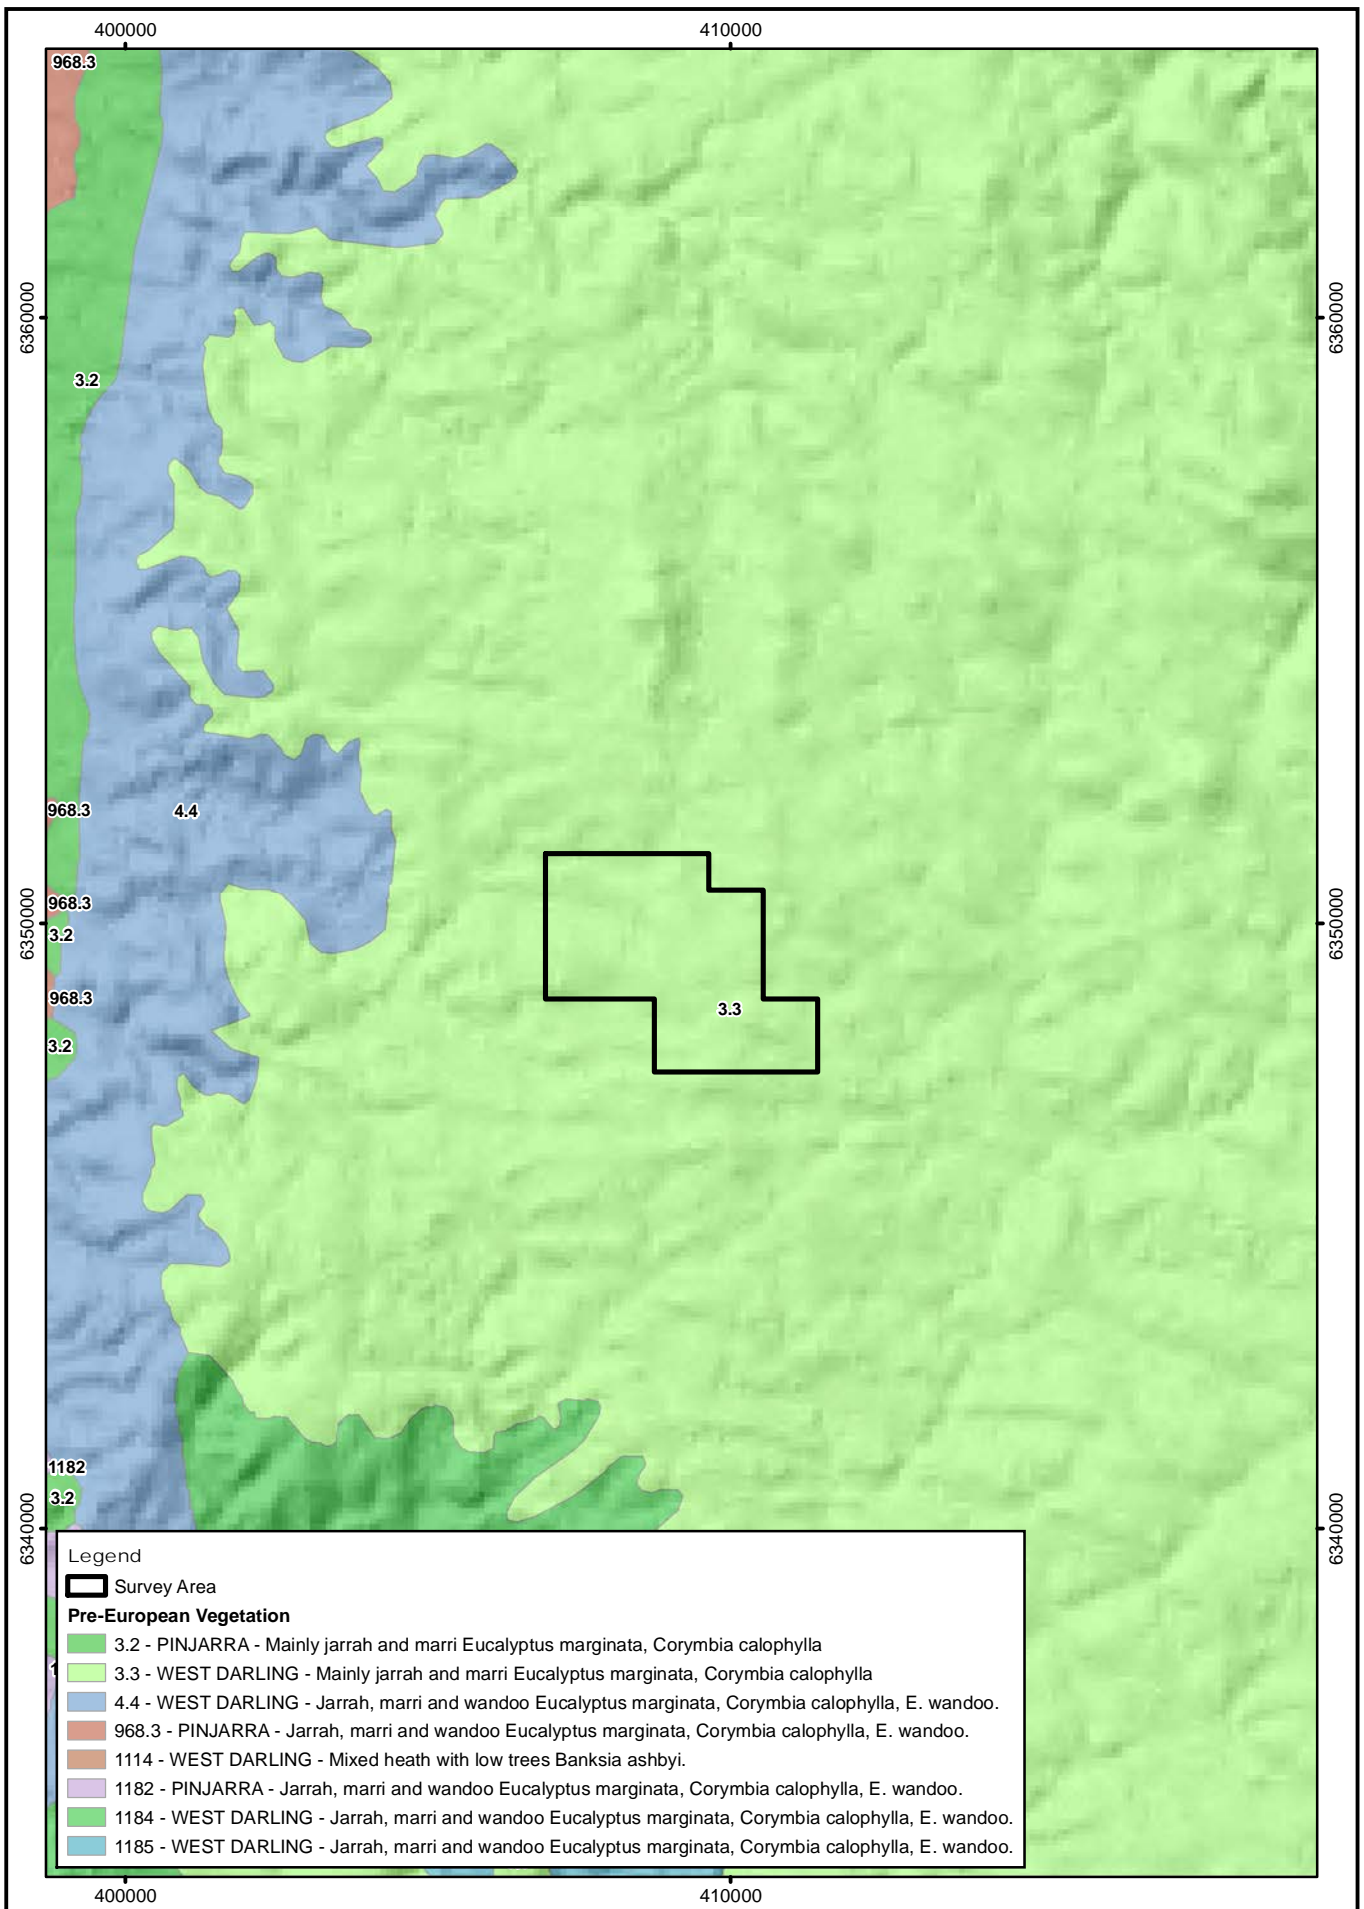 400000 410000
968.3
6360000 6360000
3.2
968.3 4.4
968.3
6350000 6350000
3.2
968.3 3.3
3.2
1182
3.2
6340000 6340000
Legend
Survey Area
Pre-European Vegetation
3.2 - PINJARRA - Mainly jarrah and marri Eucalyptus marginata, Corymbia calophylla
3.3 - WEST DARLING - Mainly jarrah and marri Eucalyptus marginata, Corymbia calophylla
4.4 - WEST DARLING - Jarrah, marri and wandoo Eucalyptus marginata, Corymbia calophylla, E. wandoo.
968.3 - PINJARRA - Jarrah, marri and wandoo Eucalyptus marginata, Corymbia calophylla, E. wandoo.
1114 - WEST DARLING - Mixed heath with low trees Banksia ashbyi.
1182 - PINJARRA - Jarrah, marri and wandoo Eucalyptus marginata, Corymbia calophylla, E. wandoo.
1184 - WEST DARLING - Jarrah, marri and wandoo Eucalyptus marginata, Corymbia calophylla, E. wandoo.
1185 - WEST DARLING - Jarrah, marri and wandoo Eucalyptus marginata, Corymbia calophylla, E. wandoo.
400000 410000